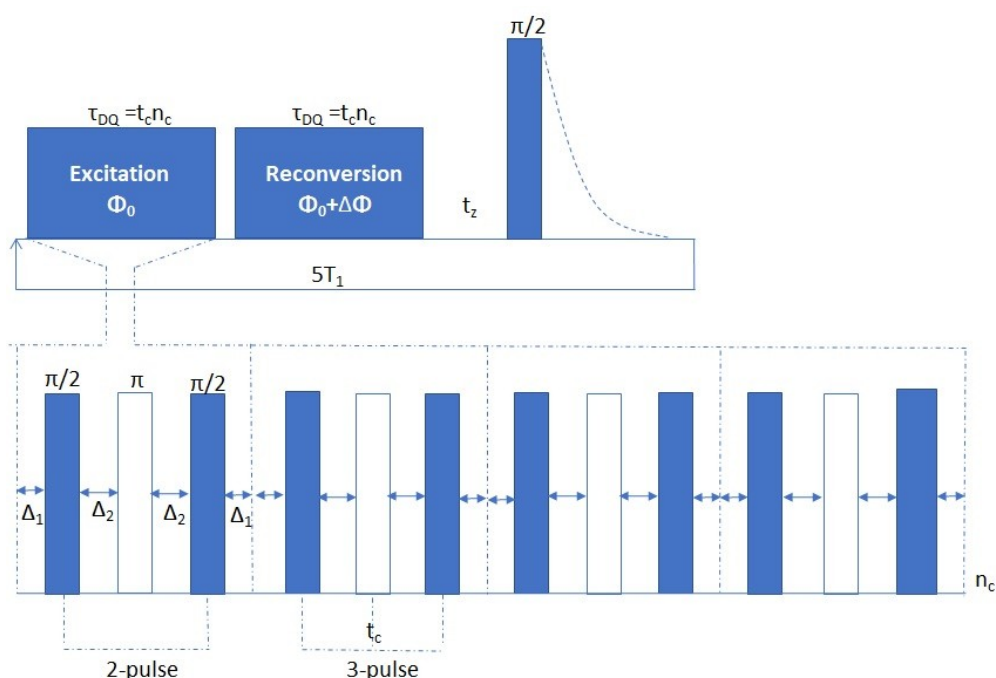 π/2
τDQ =tcnc
τDQ =tcnc
Excitation
Φ0
Reconversion
Φ0+ΔΦ
tz
5T1
π/2
π
π/2
Δ1
Δ2
Δ2
Δ1
nc
tc
2-pulse
3-pulse